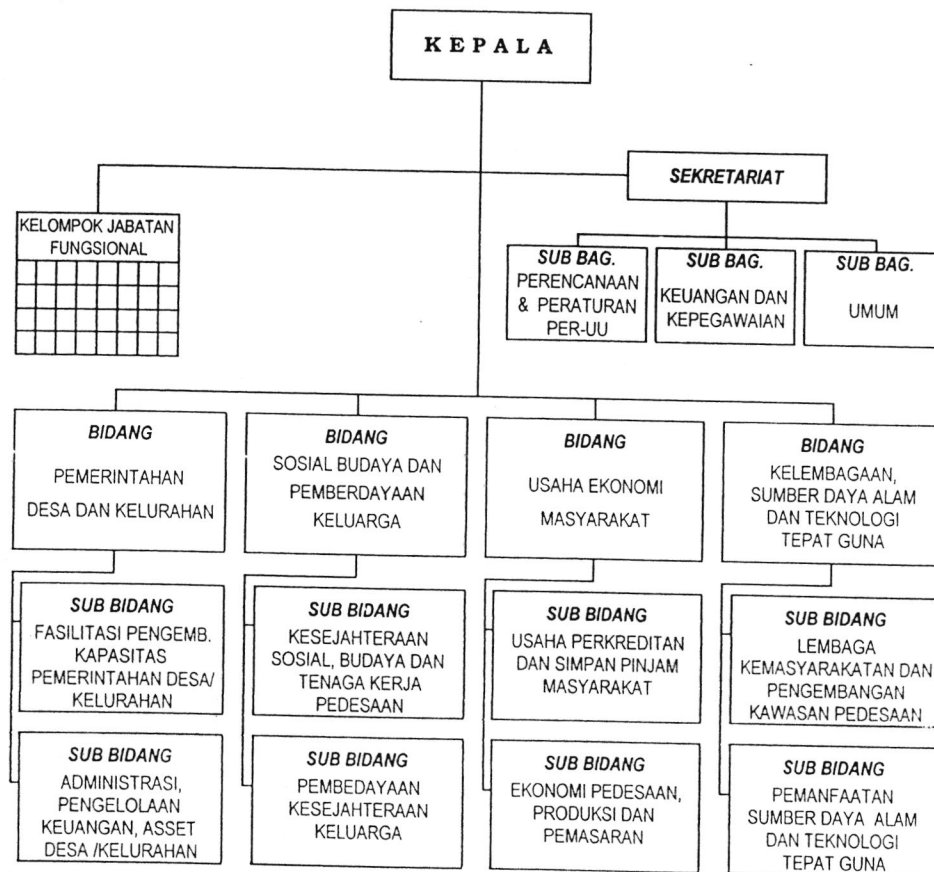 KEPALA
SEKRETARIAT
KELOMPOK JABATAN
FUNGSIONAL
SUB BAG.
PERENCANAAN
& PERATURAN
PER-UU
SUB BAG.
KEUANGAN DAN
KEPEGAWAIAN
SUB BAG.
UMUM
BIDANG
PEMERINTAHAN
DESA DAN KELURAHAN
BIDANG
SOSIAL BUDAYA DAN
PEMBERDAYAAN
KELUARGA
BIDANG
USAHA EKONOMI
MASYARAKAT
BIDANG
KELEMBAGAAN,
SUMBER DAYA ALAM
DAN TEKNOLOGI
TEPAT GUNA
SUB BIDANG
FASILITASI PENGEMB.
KAPASITAS
PEMERINTAHAN DESA/
KELURAHAN
SUB BIDANG
KESEJAHTERAAN
SOSIAL, BUDAYA DAN
TENAGA KERJA
PEDESAAN
SUB BIDANG
USAHA PERKREDITAN
DAN SIMPAN PINJAM
MASYARAKAT
SUB BIDANG
LEMBAGA
KEMASYARAKATAN DAN
PENGEMBANGAN
KAWASAN PEDESAAN
SUB BIDANG
ADMINISTRASI,
PENGELOLAAN
KEUANGAN, ASSET
DESA /KELURAHAN
SUB BIDANG
PEMBEDAYAAN
KESEJAHTERAAN
KELUARGA
SUB BIDANG
EKONOMI PEDESAAN,
PRODUKSI DAN
PEMASARAN
SUB BIDANG
PEMANFAATAN
SUMBER DAYA ALAM
DAN TEKNOLOGI
TEPAT GUNA